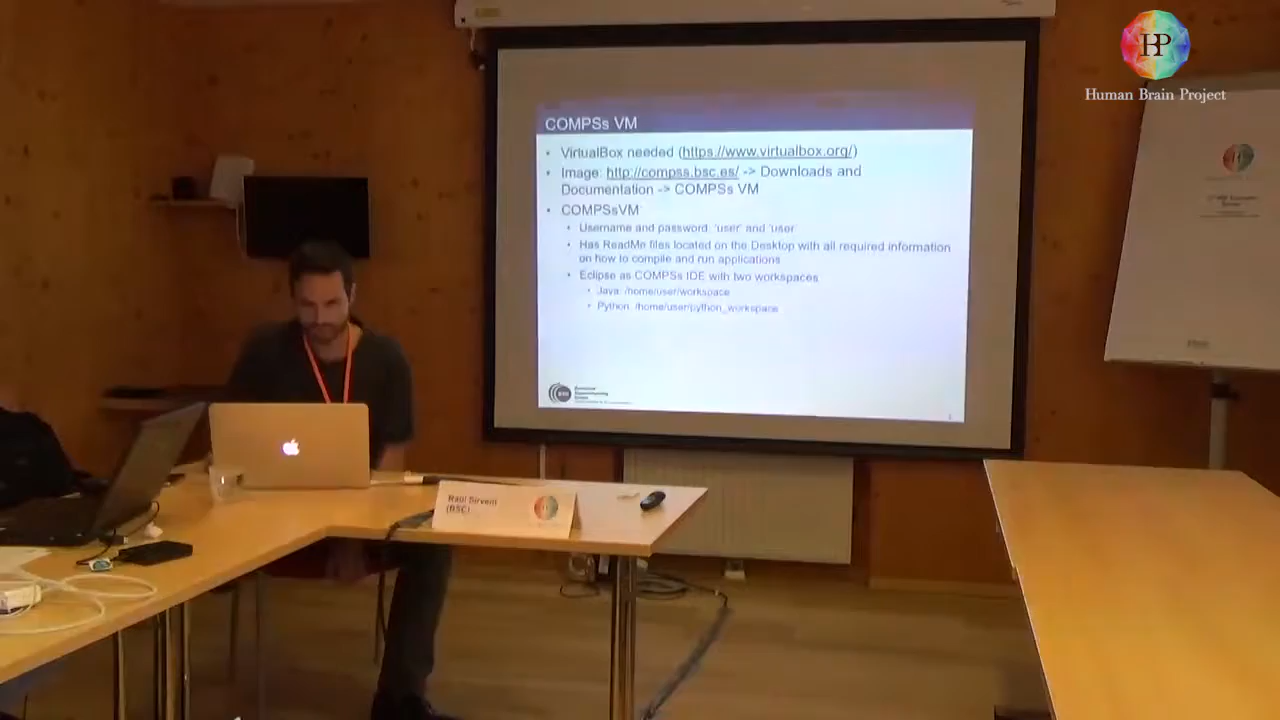 HP
Human Brain Project
COMPSs VM
• VirtualBox needed (https://www.virtualbox.org/)
• Image: http://compss.bsc.es/ -> Downloads and
Documentation -> COMPSs VM
• COMPSsVM
• Username and password: 'user' and 'user'
• Has ReadMe files located on the Desktop with all required information
on how to compile and run applications
• Eclipse as COMPSs IDE with two workspaces
• Java: /home/user/workspace
• Python: /home/user/python_workspace
Raül Sirvent
(BSC)